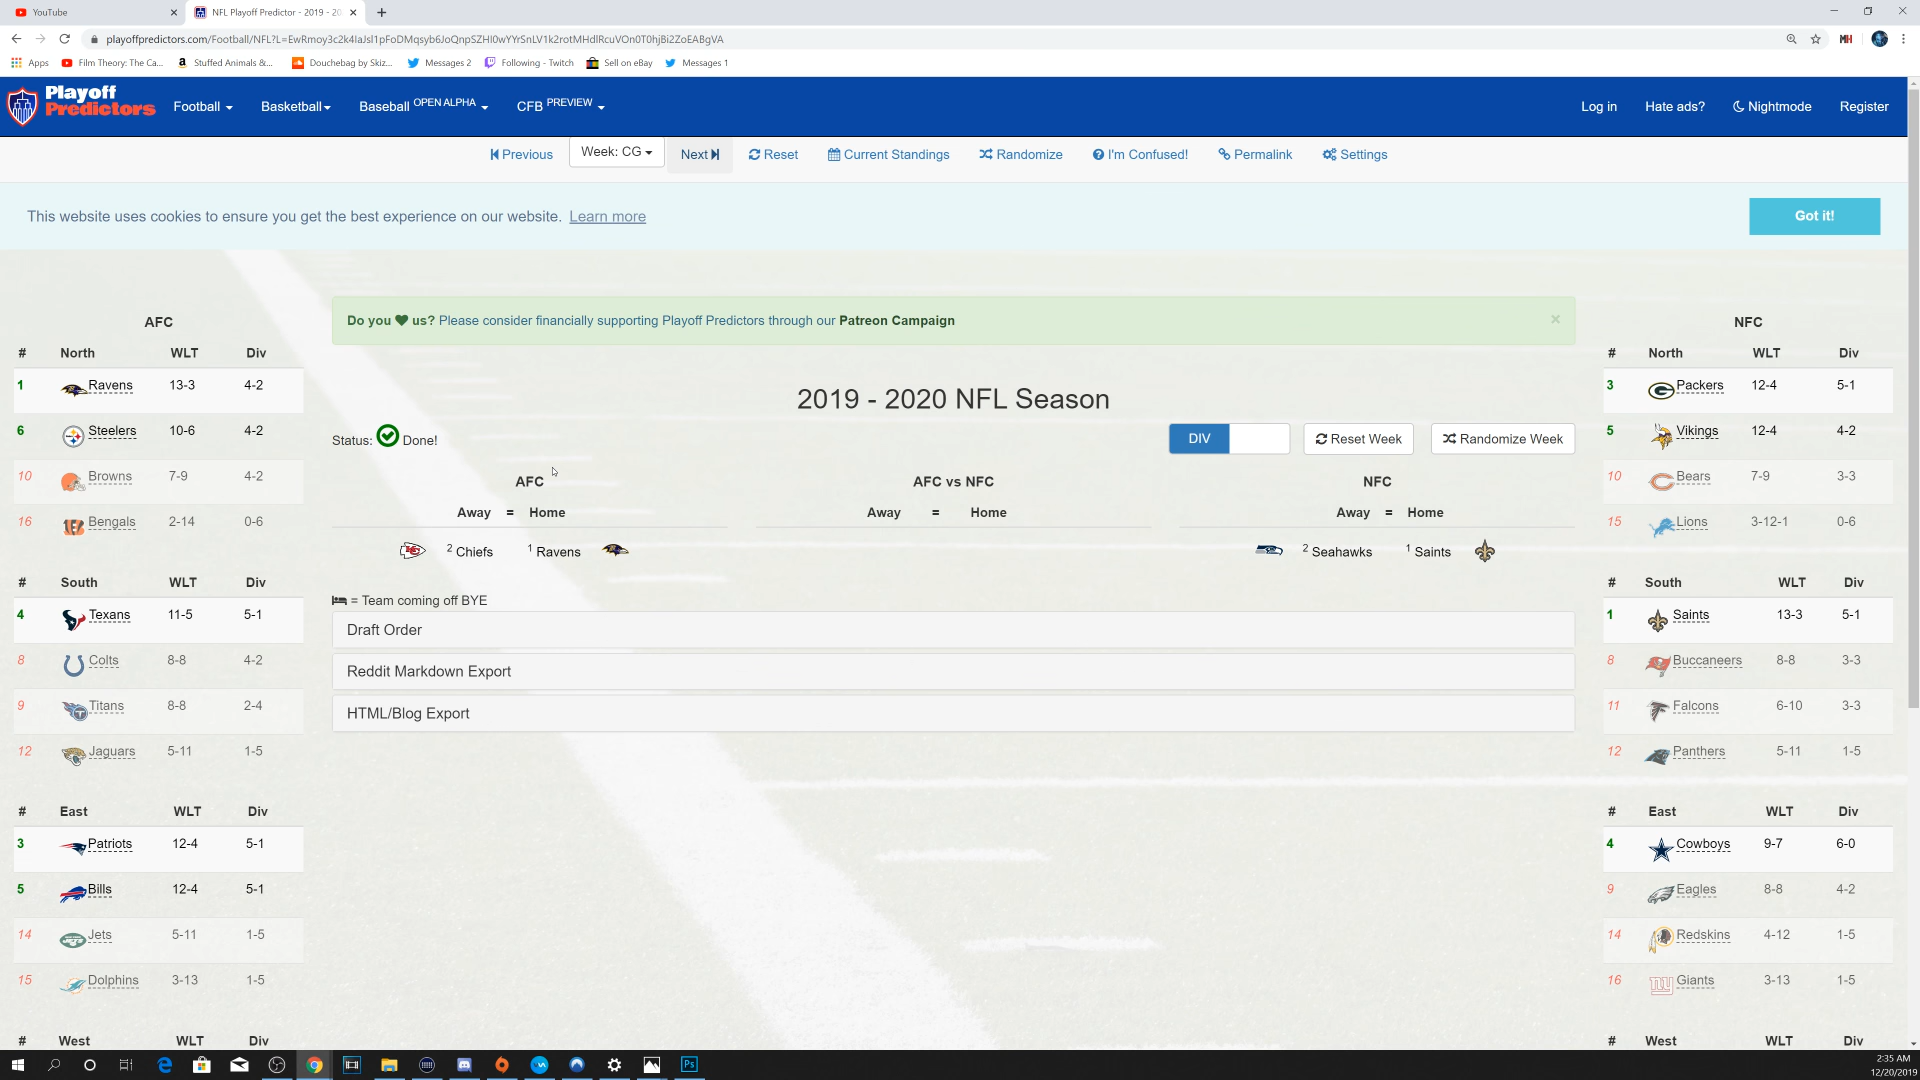 YouTube
NFL Playoff Predictor - 2019 - 20
playoffpredictors.com/Football/NFL?L=EwRmoy3c2k4IaJsl1pFoDMqsyb6JoQnpSZHI0wYYrSnLV1k2rotMHdlRcuVOn0T0hjBi2ZoEABgVA
Apps Film Theory: The Ca... Stuffed Animals &... Douchebag by Skiz... Messages 2 Following - Twitch Sell on eBay Messages 1
Playoff Predictors Football Basketball Baseball OPEN ALPHA CFB PREVIEW Log in Hate ads? Nightmode Register
Previous Week: CG Next Reset Current Standings Randomize I'm Confused! Permalink Settings
This website uses cookies to ensure you get the best experience on our website. Learn more Got it!
AFC
# North WLT Div
1 Ravens 13-3 4-2
6 Steelers 10-6 4-2
10 Browns 7-9 4-2
16 Bengals 2-14 0-6
# South WLT Div
4 Texans 11-5 5-1
8 Colts 8-8 4-2
9 Titans 8-8 2-4
12 Jaguars 5-11 1-5
# East WLT Div
3 Patriots 12-4 5-1
5 Bills 12-4 5-1
14 Jets 5-11 1-5
15 Dolphins 3-13 1-5
# West WLT Div
Do you us? Please consider financially supporting Playoff Predictors through our Patreon Campaign ×
2019 - 2020 NFL Season
Status: Done! DIV Reset Week Randomize Week
AFC AFC vs NFC NFC
Away = Home Away = Home Away = Home
2 Chiefs 1 Ravens 2 Seahawks 1 Saints
= Team coming off BYE
Draft Order
Reddit Markdown Export
HTML/Blog Export
NFC
# North WLT Div
3 Packers 12-4 5-1
5 Vikings 12-4 4-2
10 Bears 7-9 3-3
15 Lions 3-12-1 0-6
# South WLT Div
1 Saints 13-3 5-1
8 Buccaneers 8-8 3-3
11 Falcons 6-10 3-3
12 Panthers 5-11 1-5
# East WLT Div
4 Cowboys 9-7 6-0
9 Eagles 8-8 4-2
14 Redskins 4-12 1-5
16 Giants 3-13 1-5
# West WLT Div
Ps
2:35 AM
12/20/2019